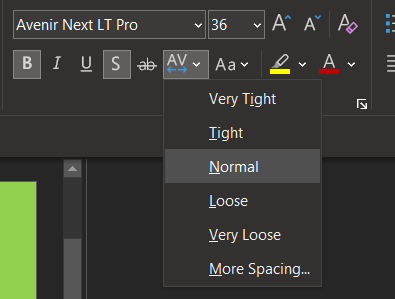 Avenir Next LT Pro 36 A A A
B I U S ab AV Aa A
Very Tight
Tight
Normal
Loose
Very Loose
More Spacing...